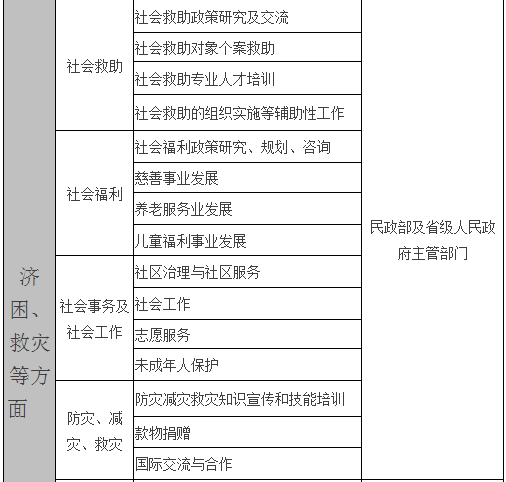 济
困、
救灾
等方
面
社会救助
社会救助政策研究及交流
社会救助对象个案救助
社会救助专业人才培训
社会救助的组织实施等辅助性工作
社会福利
社会福利政策研究、规划、咨询
慈善事业发展
养老服务业发展
儿童福利事业发展
社会事务及
社会工作
社区治理与社区服务
社会工作
志愿服务
未成年人保护
防灾、减
灾、救灾
防灾减灾救灾知识宣传和技能培训
款物捐赠
国际交流与合作
民政部及省级人民政
府主管部门